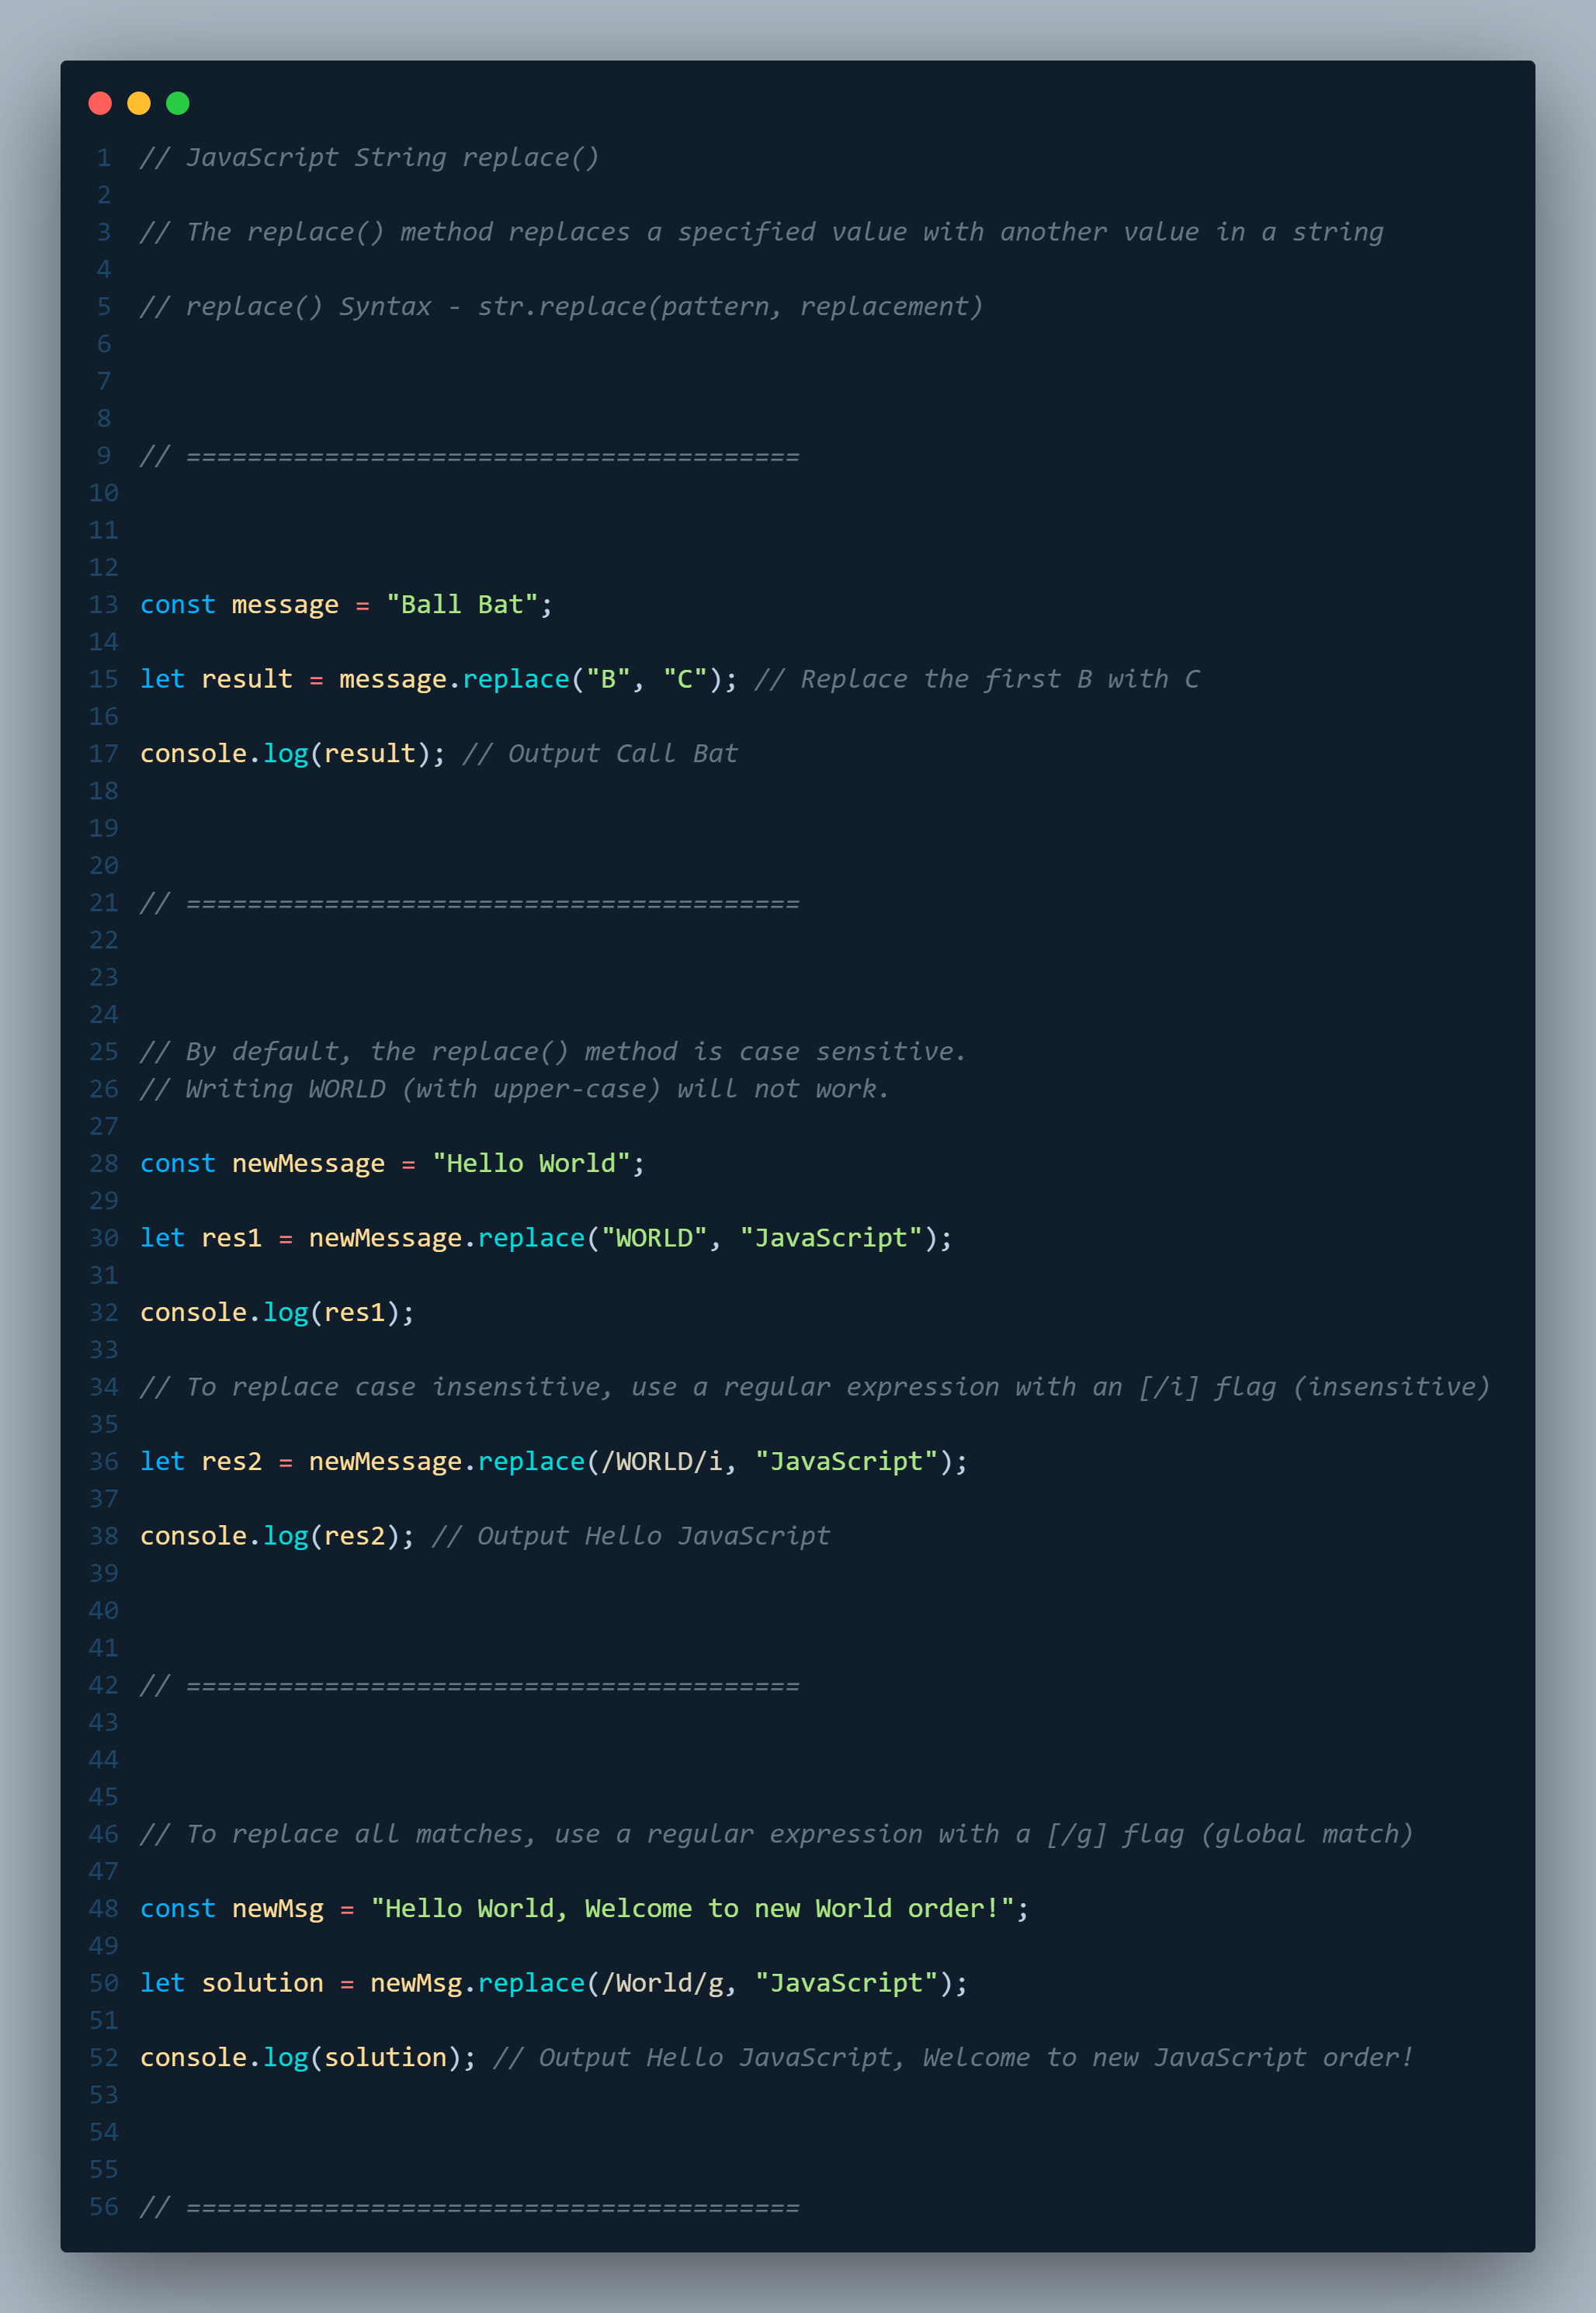 1 // JavaScript String replace()
2
3 // The replace() method replaces a specified value with another value in a string
4
5 // replace() Syntax - str.replace(pattern, replacement)
6
7
8
9 // ========================================
10
11
12
13 const message = "Ball Bat";
14
15 let result = message.replace("B", "C"); // Replace the first B with C
16
17 console.log(result); // Output Call Bat
18
19
20
21 // ========================================
22
23
24
25 // By default, the replace() method is case sensitive.
26 // Writing WORLD (with upper-case) will not work.
27
28 const newMessage = "Hello World";
29
30 let res1 = newMessage.replace("WORLD", "JavaScript");
31
32 console.log(res1);
33
34 // To replace case insensitive, use a regular expression with an [/i] flag (insensitive)
35
36 let res2 = newMessage.replace(/WORLD/i, "JavaScript");
37
38 console.log(res2); // Output Hello JavaScript
39
40
41
42 // ========================================
43
44
45
46 // To replace all matches, use a regular expression with a [/g] flag (global match)
47
48 const newMsg = "Hello World, Welcome to new World order!";
49
50 let solution = newMsg.replace(/World/g, "JavaScript");
51
52 console.log(solution); // Output Hello JavaScript, Welcome to new JavaScript order!
53
54
55
56 // ========================================